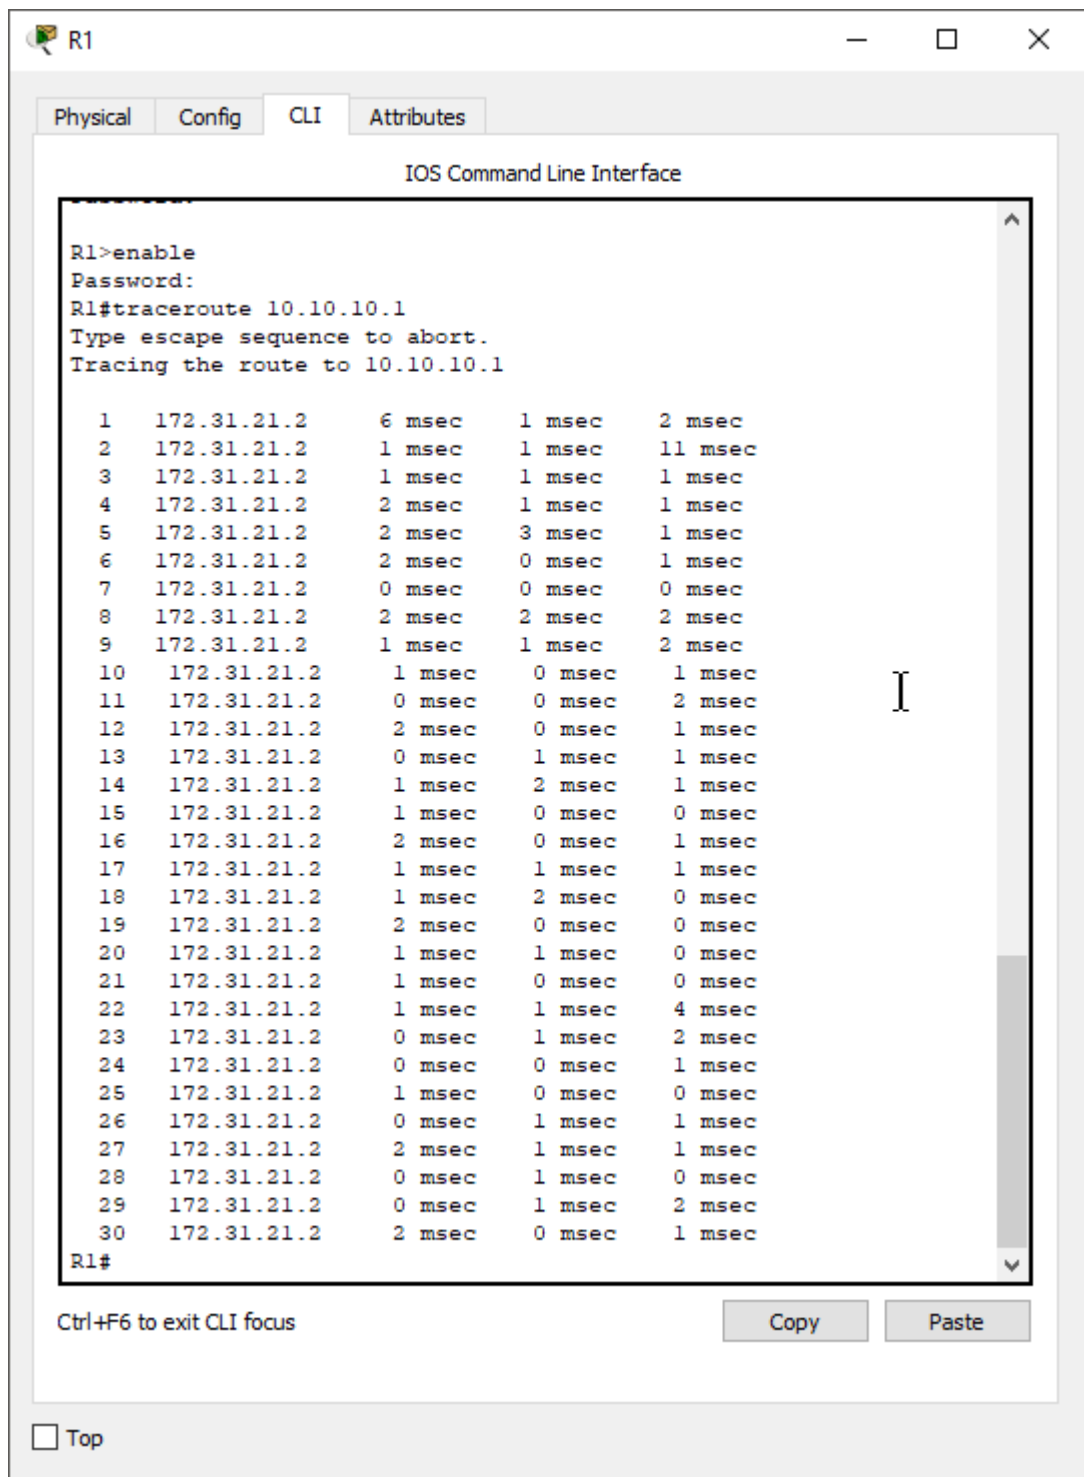 R1
Physical Config CLI Attributes
IOS Command Line Interface
R1>enable
Password:
R1#traceroute 10.10.10.1
Type escape sequence to abort.
Tracing the route to 10.10.10.1
1 172.31.21.2 6 msec 1 msec 2 msec
2 172.31.21.2 1 msec 1 msec 11 msec
3 172.31.21.2 1 msec 1 msec 1 msec
4 172.31.21.2 2 msec 1 msec 1 msec
5 172.31.21.2 2 msec 3 msec 1 msec
6 172.31.21.2 2 msec 0 msec 1 msec
7 172.31.21.2 0 msec 0 msec 0 msec
8 172.31.21.2 2 msec 2 msec 2 msec
9 172.31.21.2 1 msec 1 msec 2 msec
10 172.31.21.2 1 msec 0 msec 1 msec
11 172.31.21.2 0 msec 0 msec 2 msec
12 172.31.21.2 2 msec 0 msec 1 msec
13 172.31.21.2 0 msec 1 msec 1 msec
14 172.31.21.2 1 msec 2 msec 1 msec
15 172.31.21.2 1 msec 0 msec 0 msec
16 172.31.21.2 2 msec 0 msec 1 msec
17 172.31.21.2 1 msec 1 msec 1 msec
18 172.31.21.2 1 msec 2 msec 0 msec
19 172.31.21.2 2 msec 0 msec 0 msec
20 172.31.21.2 1 msec 1 msec 0 msec
21 172.31.21.2 1 msec 0 msec 0 msec
22 172.31.21.2 1 msec 1 msec 4 msec
23 172.31.21.2 0 msec 1 msec 2 msec
24 172.31.21.2 0 msec 0 msec 1 msec
25 172.31.21.2 1 msec 0 msec 0 msec
26 172.31.21.2 0 msec 1 msec 1 msec
27 172.31.21.2 2 msec 1 msec 1 msec
28 172.31.21.2 0 msec 1 msec 0 msec
29 172.31.21.2 0 msec 1 msec 2 msec
30 172.31.21.2 2 msec 0 msec 1 msec
R1#
Ctrl+F6 to exit CLI focus Copy Paste
Top